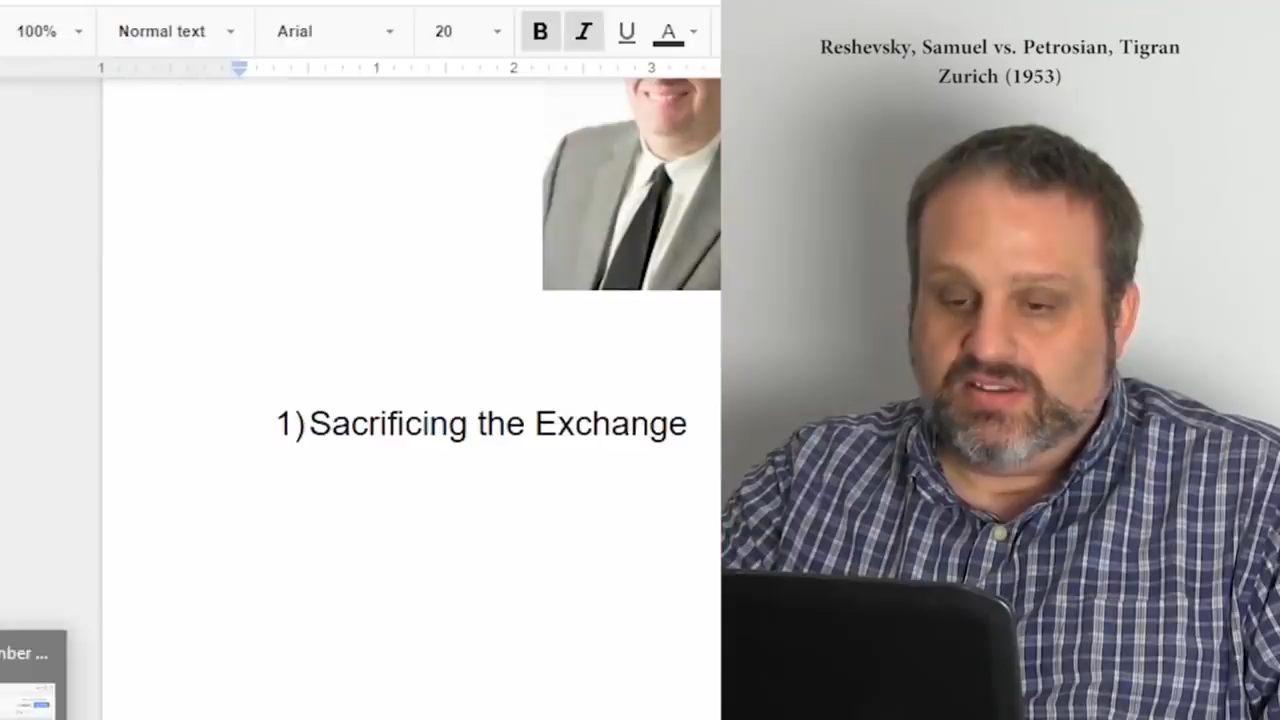 100% Normal text Arial 20 B I U A
1 1 2 3
Reshevsky, Samuel vs. Petrosian, Tigran
Zurich (1953)
1) Sacrificing the Exchange
nber ...